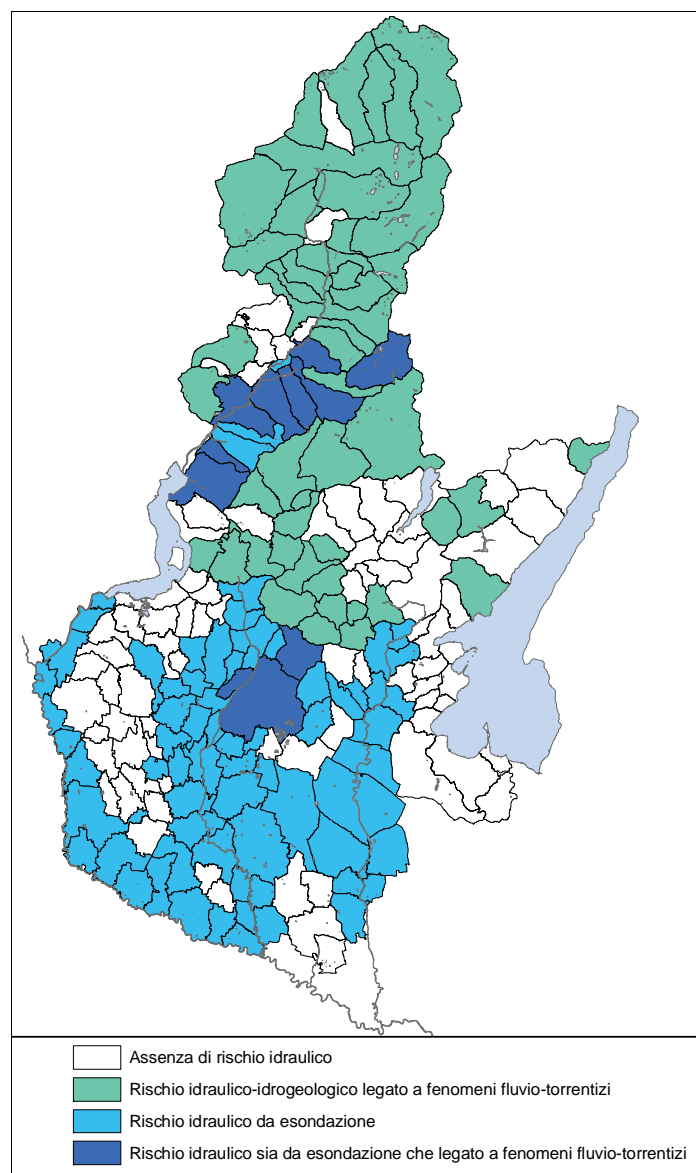 Assenza di rischio idraulico
Rischio idraulico-idrogeologico legato a fenomeni fluvio-torrentizi
Rischio idraulico da esondazione
Rischio idraulico sia da esondazione che legato a fenomeni fluvio-torrentizi